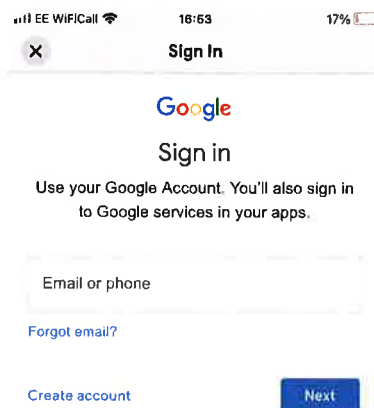 EE WiFiCall 16:53 17%
Sign In
Google
Sign in
Use your Google Account. You'll also sign in
to Google services in your apps.
Email or phone
Forgot email?
Create account Next